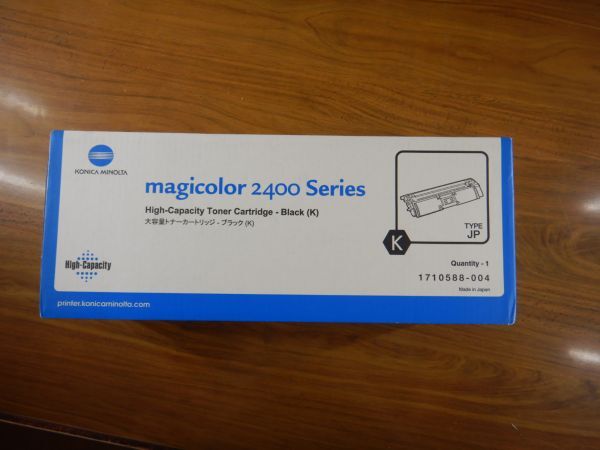 KONICA MINOLTA
magicolor 2400 Series
High-Capacity Toner Cartridge - Black (K)
大容量トナーカートリッジ - ブラック (K)
High-Capacity
printer.konicaminolta.com
K
TYPE
JP
Quantity - 1
1710588-004
Made in Japan